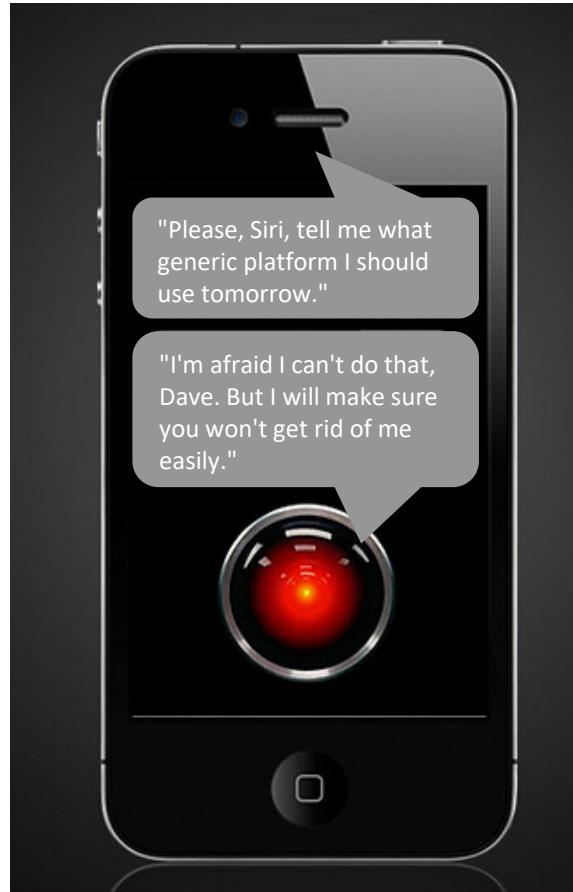 "Please, Siri, tell me what
generic platform I should
use tomorrow."
"I'm afraid I can't do that,
Dave. But I will make sure
you won't get rid of me
easily."